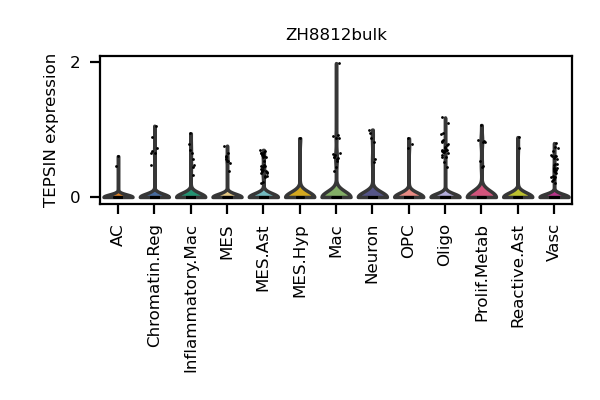 ZH8812bulk
TEPSIN expression
2
0
AC
Chromatin.Reg
Inflammatory.Mac
MES
MES.Ast
MES.Hyp
Mac
Neuron
OPC
Oligo
Prolif.Metab
Reactive.Ast
Vasc